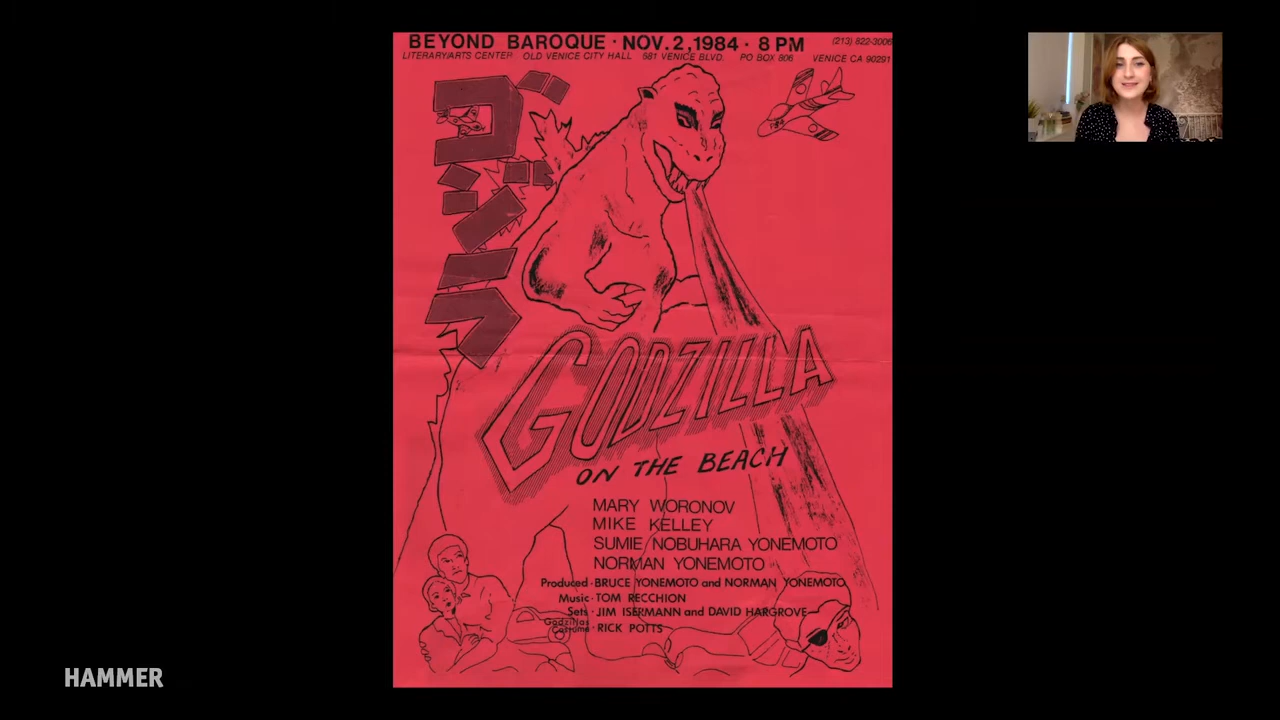 BEYOND BAROQUE · NOV. 2, 1984 · 8 PM (213) 822-3006
LITERARY/ARTS CENTER OLD VENICE CITY HALL 681 VENICE BLVD. PO BOX 806 VENICE CA 90291
ゴジラ
GODZILLA
ON THE BEACH
MARY WORONOV
MIKE KELLEY
SUMIE NOBUHARA YONEMOTO
NORMAN YONEMOTO
Produced · BRUCE YONEMOTO and NORMAN YONEMOTO
Music · TOM RECCHION
Sets · JIM ISERMANN and DAVID HARGROVE
Godzillas Costume · RICK POTTS
HAMMER